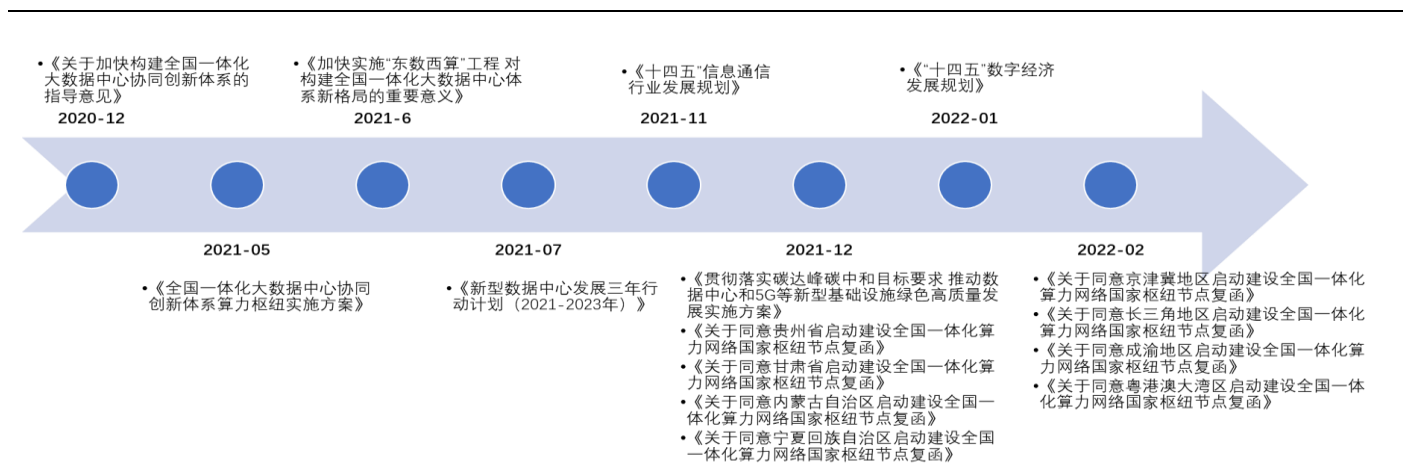 •《关于加快构建全国一体化
大数据中心协同创新体系的
指导意见》
2020-12
•《加快实施“东数西算”工程 对
构建全国一体化大数据中心体
系新格局的重要意义》
2021-6
•《十四五”信息通信
行业发展规划》
2021-11
•《“十四五”数字经济
发展规划》
2022-01
2021-05
•《全国一体化大数据中心协同
创新体系算力枢纽实施方案》
2021-07
•《新型数据中心发展三年行
动计划（2021-2023年）》
2021-12
•《贯彻落实碳达峰碳中和目标要求 推动数
据中心和5G等新型基础设施绿色高质量发
展实施方案》
•《关于同意贵州省启动建设全国一体化算
力网络国家枢纽节点复函》
•《关于同意甘肃省启动建设全国一体化算
力网络国家枢纽节点复函》
•《关于同意内蒙古自治区启动建设全国一
体化算力网络国家枢纽节点复函》
•《关于同意宁夏回族自治区启动建设全国
一体化算力网络国家枢纽节点复函》
2022-02
•《关于同意京津冀地区启动建设全国一体化
算力网络国家枢纽节点复函》
•《关于同意长三角地区启动建设全国一体化
算力网络国家枢纽节点复函》
•《关于同意成渝地区启动建设全国一体化算
力网络国家枢纽节点复函》
•《关于同意粤港澳大湾区启动建设全国一体
化算力网络国家枢纽节点复函》